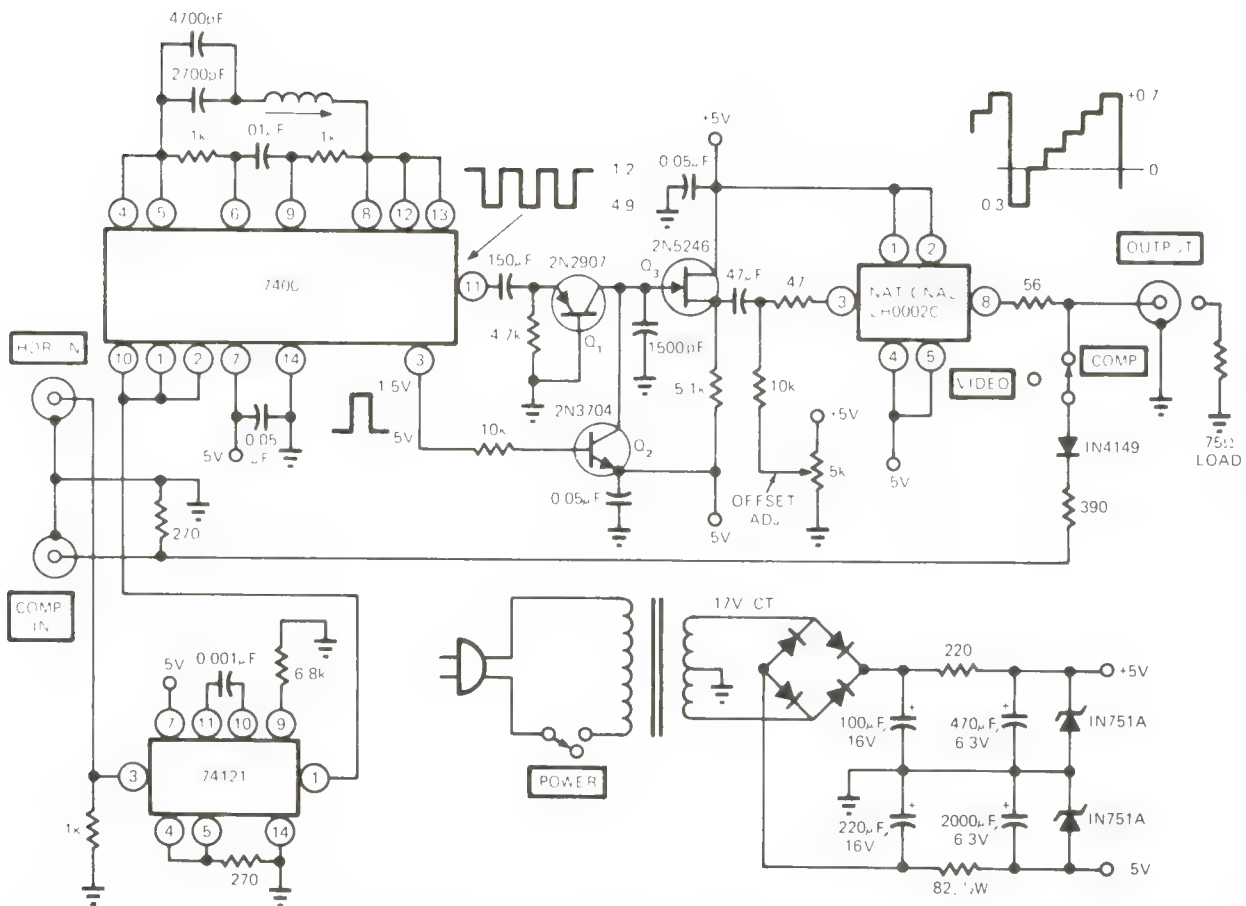 4700pF
2700pF
1k
1k
4
5
6
9
8
12
13
1.2
4.9
11
10
1
2
7
14
3
1.5V
5V
5V
0.05
150μF
2N2907
Q1
4.7k
10k
2N3704
Q2
0.05μF
+5V
0.05μF
2N5246
Q3
1500pF
47μF
47
5.1k
5V
10k
OFFSET
+5V
5k
1
2
3
8
4
5
5V
56
+0.7
0
0.3
OUTPUT
VIDEO
COMP
IN4149
390
75Ω
LOAD
270
COMP
IN
5V
0.001μF
6.8k
7
11
10
9
74121
3
1
4
5
14
1k
270
17V CT
POWER
220
+5V
100μF,
16V
470μF,
6.3V
IN751A
220μF,
16V
2000μF,
6.3V
IN751A
5V